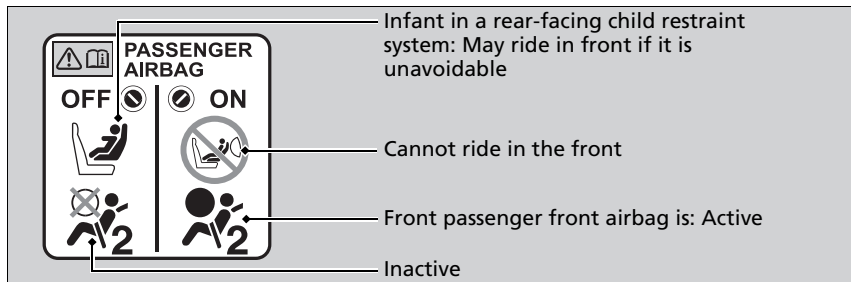 Infant in a rear-facing child restraint
system: May ride in front if it is
unavoidable
PASSENGER
AIRBAG
OFF ON
Cannot ride in the front
2 2
Front passenger front airbag is: Active
Inactive